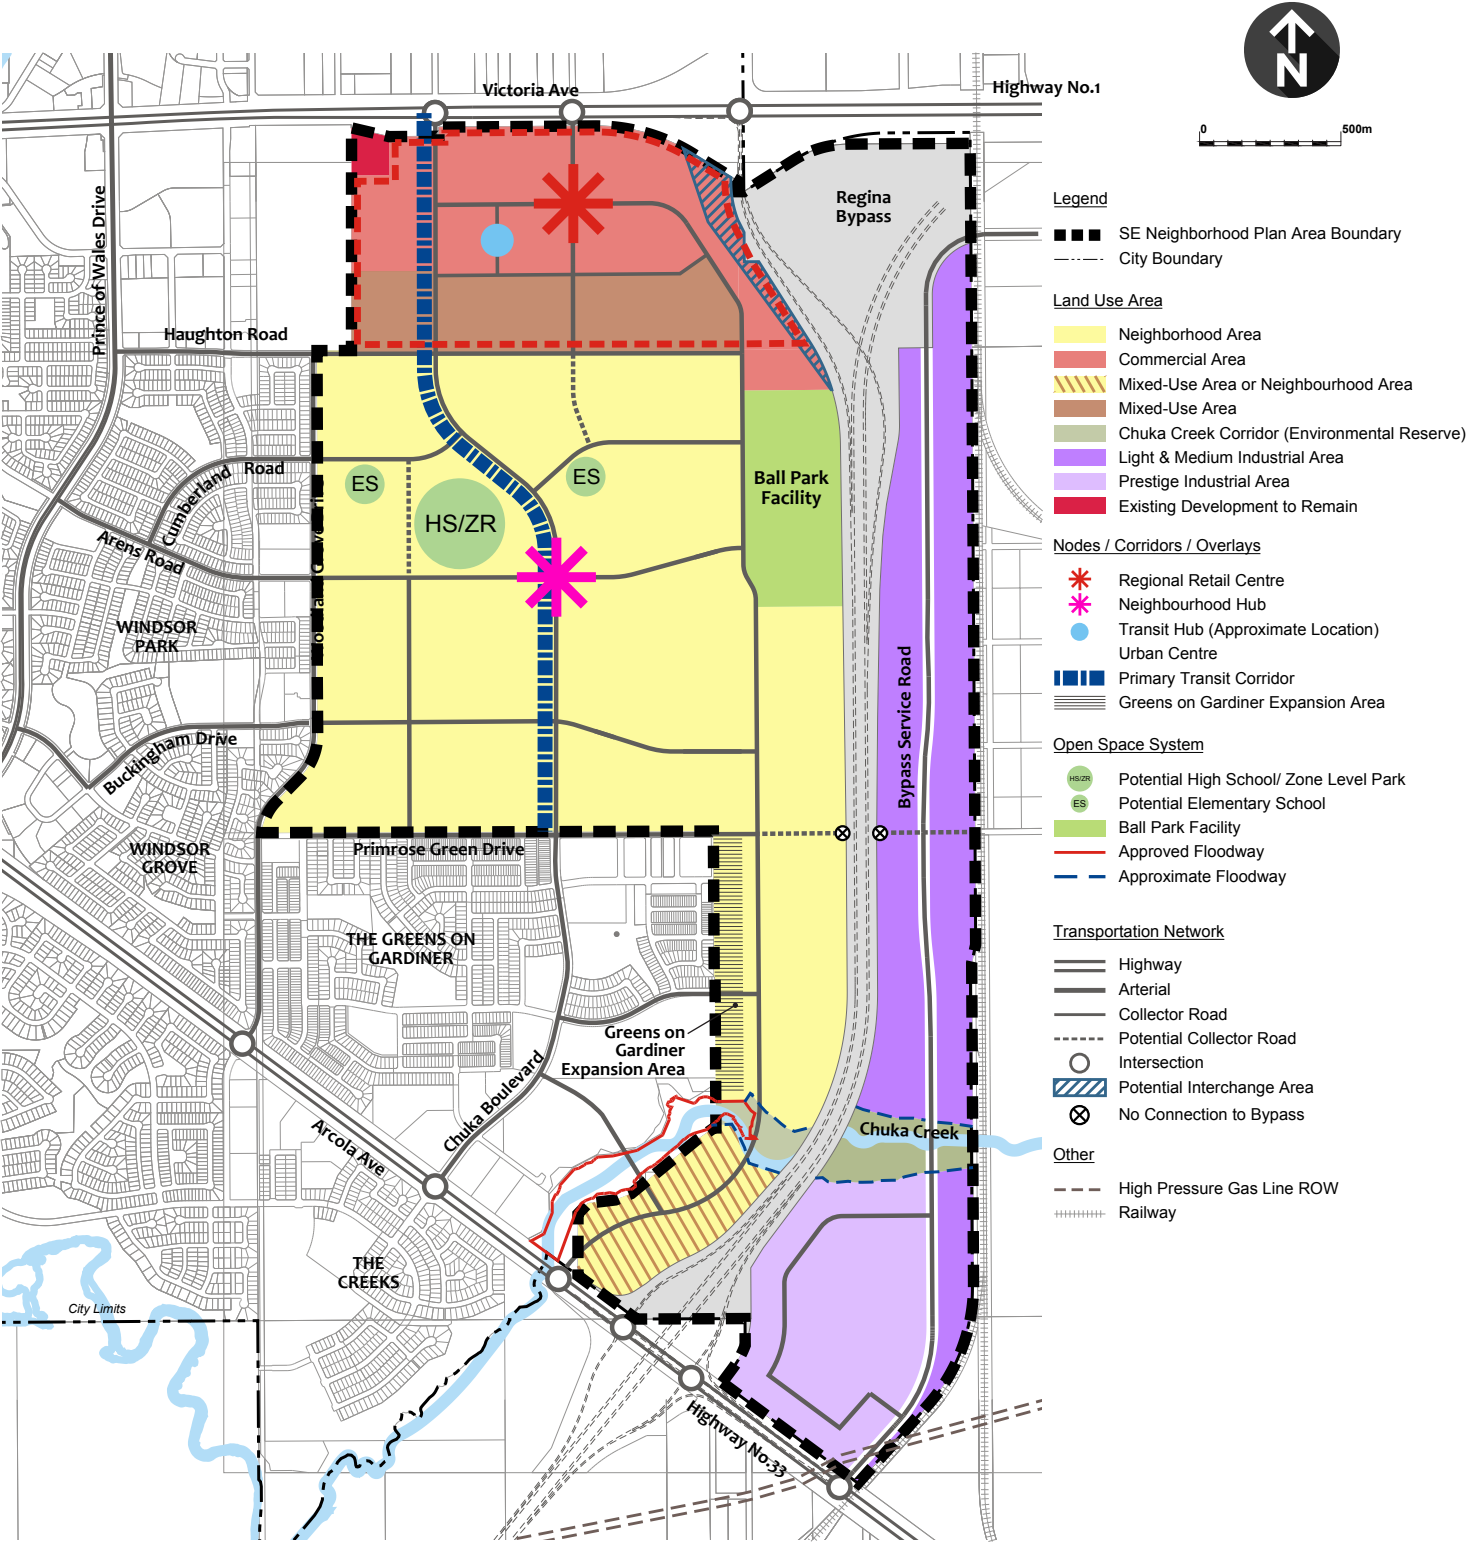 N
Victoria Ave
Highway No.1
0 500m
Prince of Wales Drive
Regina
Bypass
Haughton Road
Cumberland Road
Arens Road
ES
HS/ZR
ES
Ball Park
Facility
WINDSOR
PARK
Buckingham Drive
Bypass Service Road
WINDSOR
GROVE
Primrose Green Drive
THE GREENS ON
GARDINER
Greens on
Gardiner
Expansion Area
Chuka Boulevard
Arcola Ave
Chuka Creek
THE
CREEKS
City Limits
Highway No.33
Legend
SE Neighborhood Plan Area Boundary
City Boundary
Land Use Area
Neighborhood Area
Commercial Area
Mixed-Use Area or Neighbourhood Area
Mixed-Use Area
Chuka Creek Corridor (Environmental Reserve)
Light & Medium Industrial Area
Prestige Industrial Area
Existing Development to Remain
Nodes / Corridors / Overlays
Regional Retail Centre
Neighbourhood Hub
Transit Hub (Approximate Location)
Urban Centre
Primary Transit Corridor
Greens on Gardiner Expansion Area
Open Space System
HS/ZR Potential High School/ Zone Level Park
ES Potential Elementary School
Ball Park Facility
Approved Floodway
Approximate Floodway
Transportation Network
Highway
Arterial
Collector Road
Potential Collector Road
Intersection
Potential Interchange Area
No Connection to Bypass
Other
High Pressure Gas Line ROW
Railway